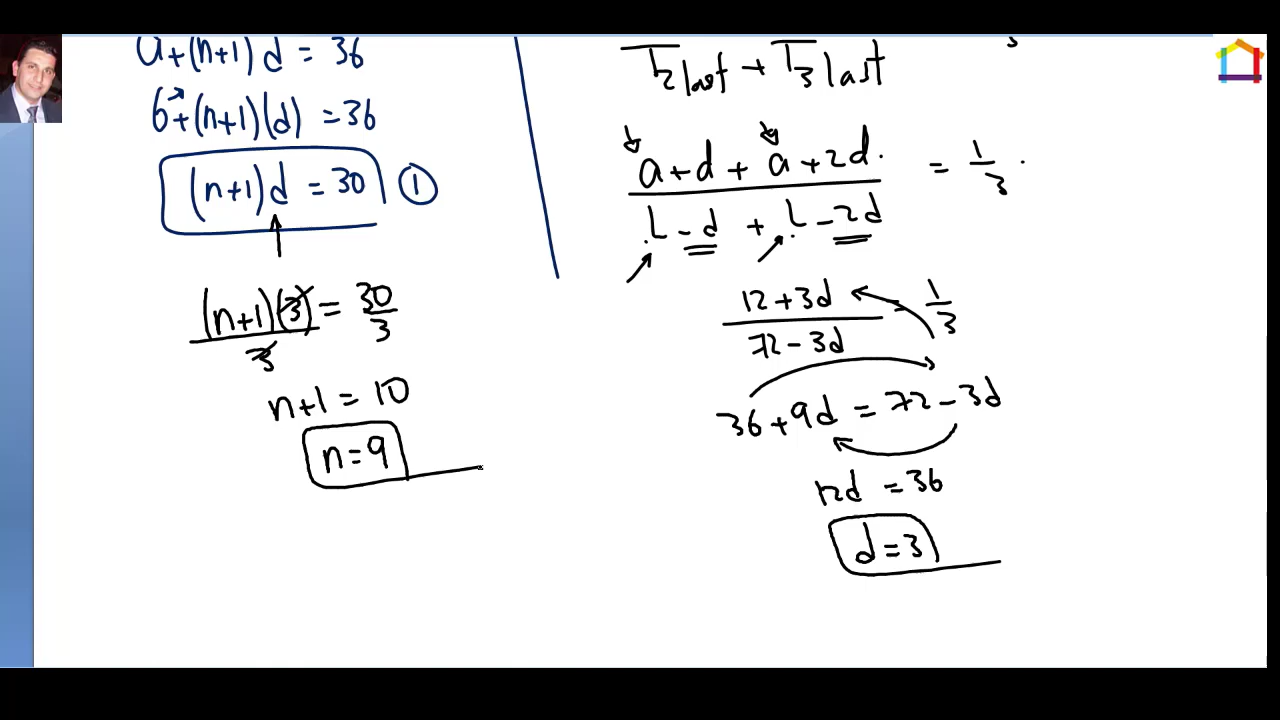 a+(n+1)d = 36
6+(n+1)(d) = 36
(n+1)d = 30 ①
(n+1)(3)/3 = 30/3
n+1 = 10
n=9
T2 last + T3 last
(a+d + a+2d)/(L-d + L-2d) = 1/3
(12+3d)/(72-3d) = 1/3
36+9d = 72-3d
12d = 36
d=3